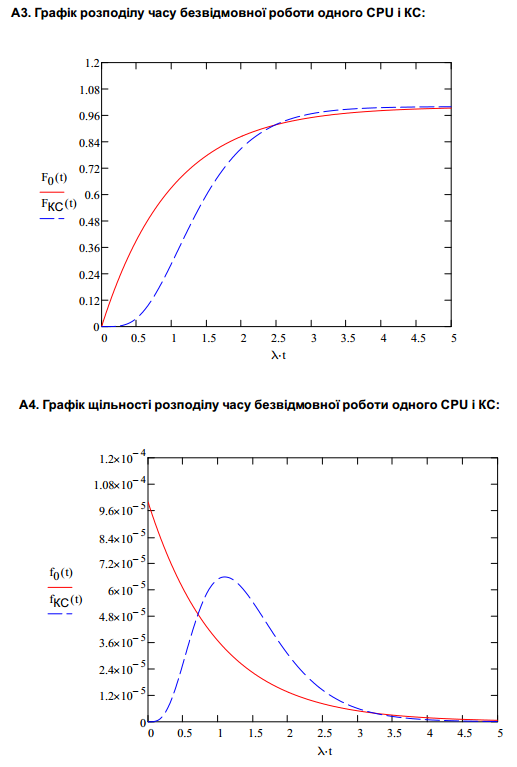 А3. Графік розподілу часу безвідмовної роботи одного CPU і КС:
1.2
1.08
0.96
0.84
0.72
0.6
0.48
0.36
0.24
0.12
0
F₀(t)
F_КС(t)
0 0.5 1 1.5 2 2.5 3 3.5 4 4.5 5
λ·t
А4. Графік щільності розподілу часу безвідмовної роботи одного CPU і КС:
1.2×10⁻⁴
1.08×10⁻⁴
9.6×10⁻⁵
8.4×10⁻⁵
7.2×10⁻⁵
6×10⁻⁵
4.8×10⁻⁵
3.6×10⁻⁵
2.4×10⁻⁵
1.2×10⁻⁵
0
f₀(t)
f_КС(t)
0 0.5 1 1.5 2 2.5 3 3.5 4 4.5 5
λ·t